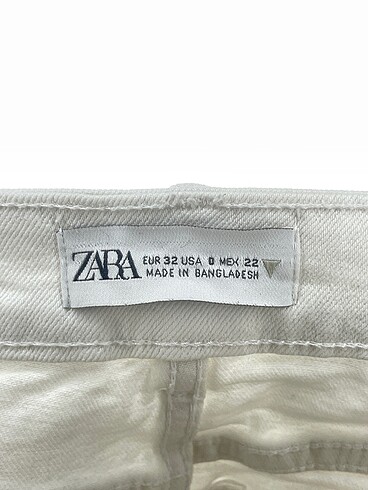 ZARA
EUR 32 USA 0 MEX 22
MADE IN BANGLADESH